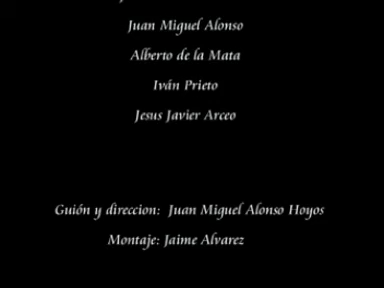 Juan Miguel Alonso
Alberto de la Mata
Iván Prieto
Jesus Javier Arceo
Guión y direccion: Juan Miguel Alonso Hoyos
Montaje: Jaime Alvarez